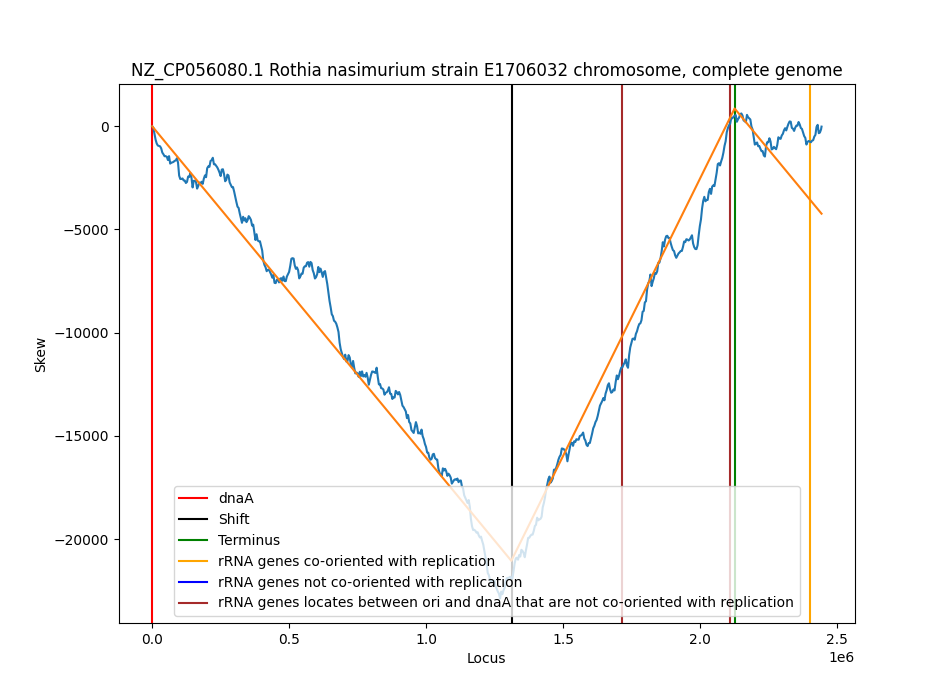 NZ_CP056080.1 Rothia nasimurium strain E1706032 chromosome, complete genome
0
−5000
−10000
−15000
−20000
Skew
dnaA
Shift
Terminus
rRNA genes co-oriented with replication
rRNA genes not co-oriented with replication
rRNA genes locates between ori and dnaA that are not co-oriented with replication
0.0 0.5 1.0 1.5 2.0 2.5
1e6
Locus